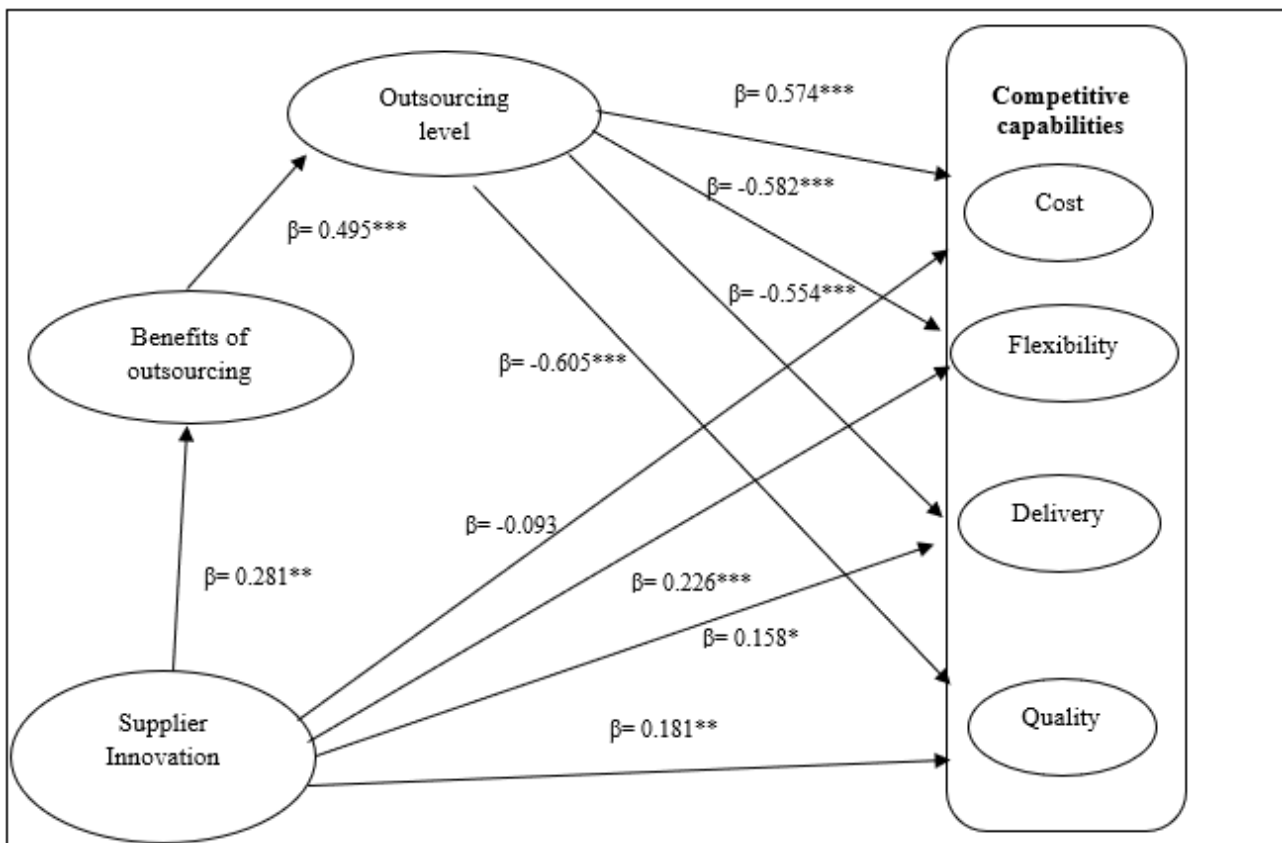 Outsourcing
level
β= 0.574***
Competitive
capabilities
β= -0.582***
Cost
β= 0.495***
β= -0.554***
Benefits of
outsourcing
β= -0.605***
Flexibility
β= -0.093
Delivery
β= 0.281**
β= 0.226***
β= 0.158*
Supplier
Innovation
β= 0.181**
Quality